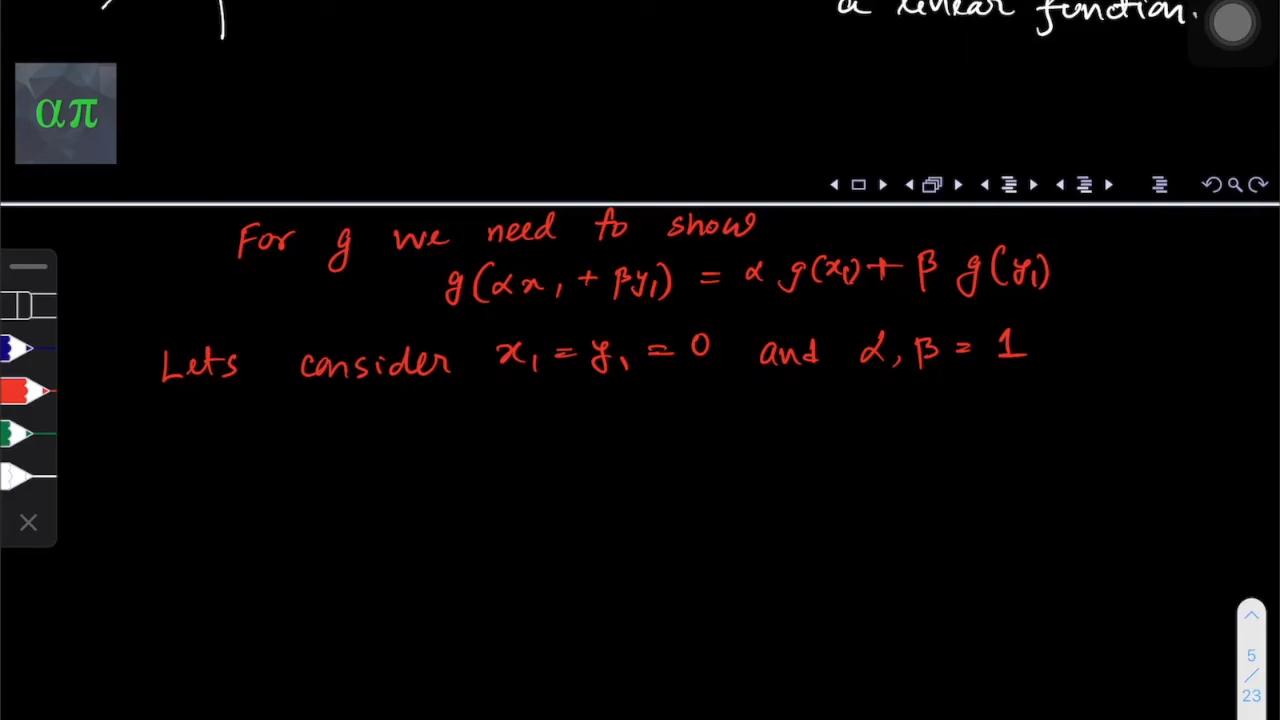 a linear function.
απ
For g we need to show
g(αx₁ + βy₁) = α g(x₁) + β g(y₁)
Lets consider x₁ = y₁ = 0 and α, β = 1
5
/
23